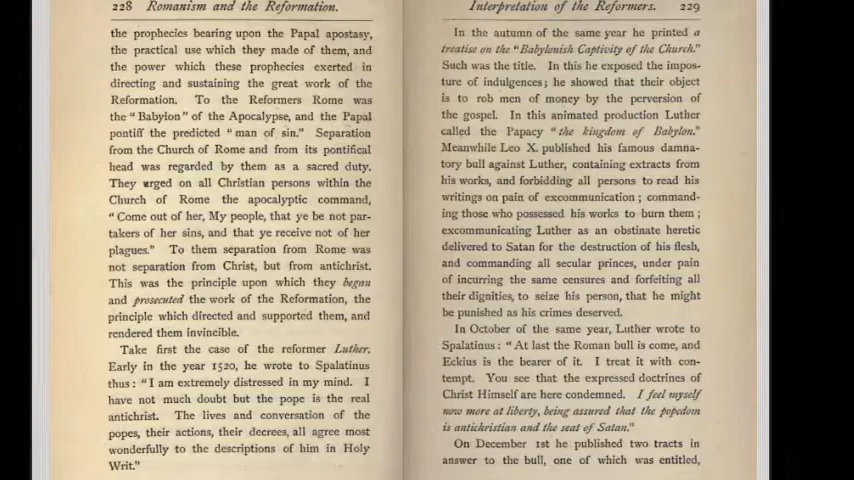 228 Romanism and the Reformation.
the prophecies bearing upon the Papal apostasy,
the practical use which they made of them, and
the power which these prophecies exerted in
directing and sustaining the great work of the
Reformation. To the Reformers Rome was
the "Babylon" of the Apocalypse, and the Papal
pontiff the predicted "man of sin." Separation
from the Church of Rome and from its pontifical
head was regarded by them as a sacred duty.
They urged on all Christian persons within the
Church of Rome the apocalyptic command,
"Come out of her, My people, that ye be not par-
takers of her sins, and that ye receive not of her
plagues." To them separation from Rome was
not separation from Christ, but from antichrist.
This was the principle upon which they began
and prosecuted the work of the Reformation, the
principle which directed and supported them, and
rendered them invincible.
Take first the case of the reformer Luther.
Early in the year 1520, he wrote to Spalatinus
thus: "I am extremely distressed in my mind. I
have not much doubt but the pope is the real
antichrist. The lives and conversation of the
popes, their actions, their decrees, all agree most
wonderfully to the descriptions of him in Holy
Writ."
Interpretation of the Reformers. 229
In the autumn of the same year he printed a
treatise on the "Babylonish Captivity of the Church."
Such was the title. In this he exposed the impos-
ture of indulgences; he showed that their object
is to rob men of money by the perversion of
the gospel. In this animated production Luther
called the Papacy "the kingdom of Babylon."
Meanwhile Leo X. published his famous damna-
tory bull against Luther, containing extracts from
his works, and forbidding all persons to read his
writings on pain of excommunication; command-
ing those who possessed his works to burn them;
excommunicating Luther as an obstinate heretic
delivered to Satan for the destruction of his flesh,
and commanding all secular princes, under pain
of incurring the same censures and forfeiting all
their dignities, to seize his person, that he might
be punished as his crimes deserved.
In October of the same year, Luther wrote to
Spalatinus: "At last the Roman bull is come, and
Eckius is the bearer of it. I treat it with con-
tempt. You see that the expressed doctrines of
Christ Himself are here condemned. I feel myself
now more at liberty, being assured that the popedom
is antichristian and the seat of Satan."
On December 1st he published two tracts in
answer to the bull, one of which was entitled,